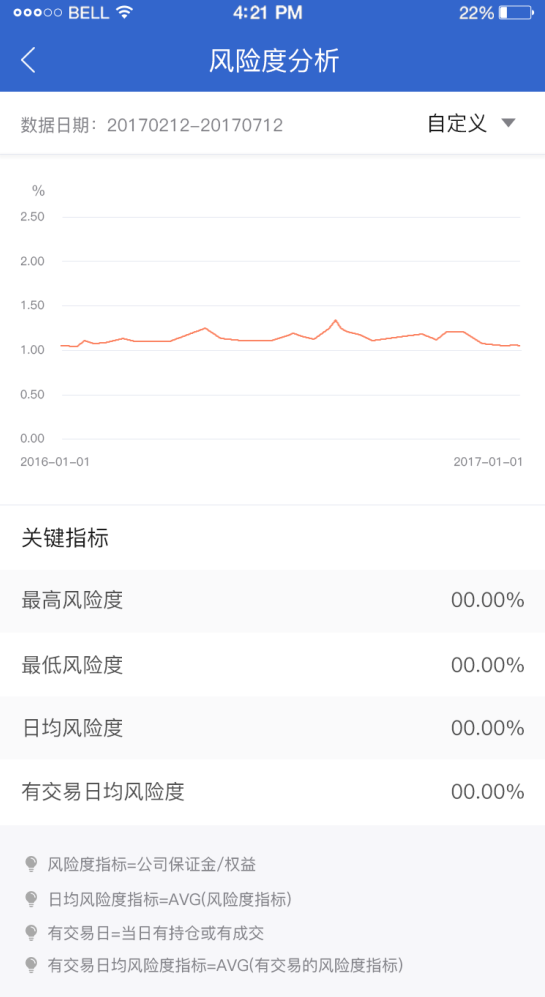 BELL 4:21 PM 22%
风险度分析
数据日期：20170212-20170712 自定义
%
2.50
2.00
1.50
1.00
0.50
0.00
2016-01-01 2017-01-01
关键指标
最高风险度 00.00%
最低风险度 00.00%
日均风险度 00.00%
有交易日均风险度 00.00%
风险度指标=公司保证金/权益
日均风险度指标=AVG(风险度指标)
有交易日=当日有持仓或有成交
有交易日均风险度指标=AVG(有交易的风险度指标)